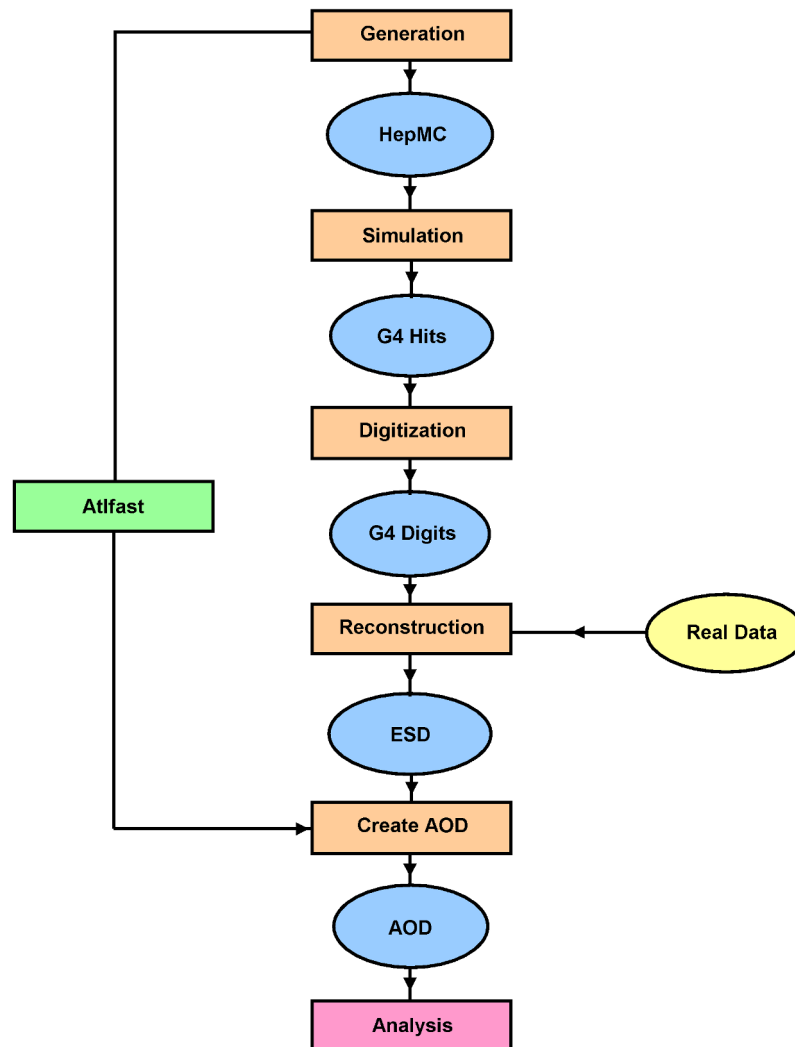 Generation
HepMC
Simulation
G4 Hits
Digitization
Atlfast
G4 Digits
Reconstruction
Real Data
ESD
Create AOD
AOD
Analysis